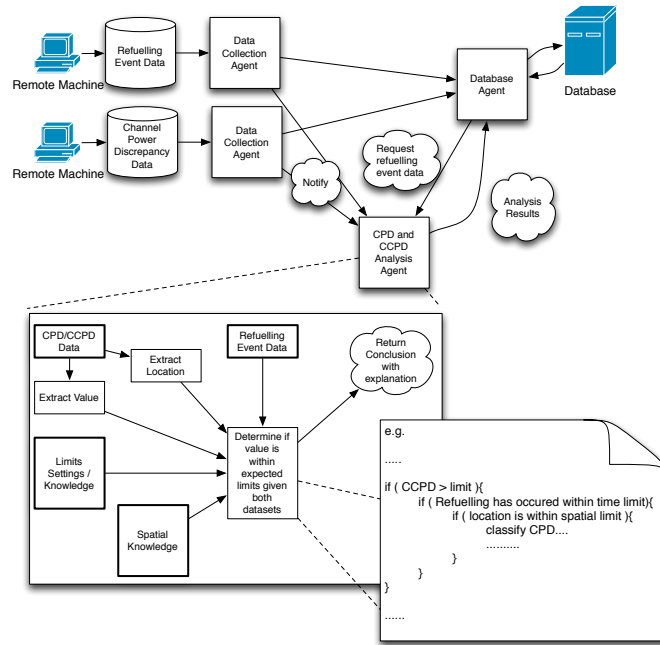 Refuelling
Event Data
Data
Collection
Agent
Remote Machine
Database
Agent
Database
Channel
Power
Discrepancy
Data
Data
Collection
Agent
Remote Machine
Notify
Request
refuelling
event data
Analysis
Results
CPD and
CCPD
Analysis
Agent
CPD/CCPD
Data
Extract
Location
Refuelling
Event Data
Return
Conclusion
with
explanation
Extract Value
Limits
Settings /
Knowledge
Determine if
value is
within
expected
limits given
both
datasets
Spatial
Knowledge
e.g.
.....
if ( CCPD > limit ){
if ( Refuelling has occured within time limit){
if ( location is within spatial limit ){
classify CPD....
..........
}
}
}
......